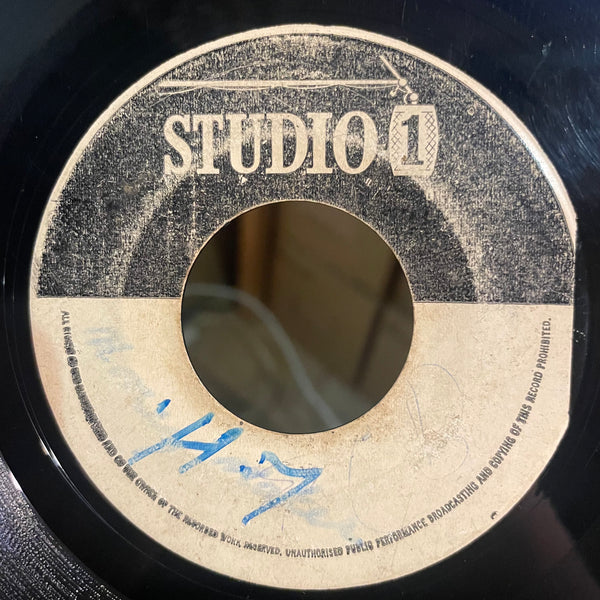 STUDIO 1
ALL RIGHTS OF THE MANUFACTURER AND OF THE OWNER OF THE RECORDED WORK RESERVED. UNAUTHORISED PUBLIC PERFORMANCE BROADCASTING AND COPYING OF THIS RECORD PROHIBITED.